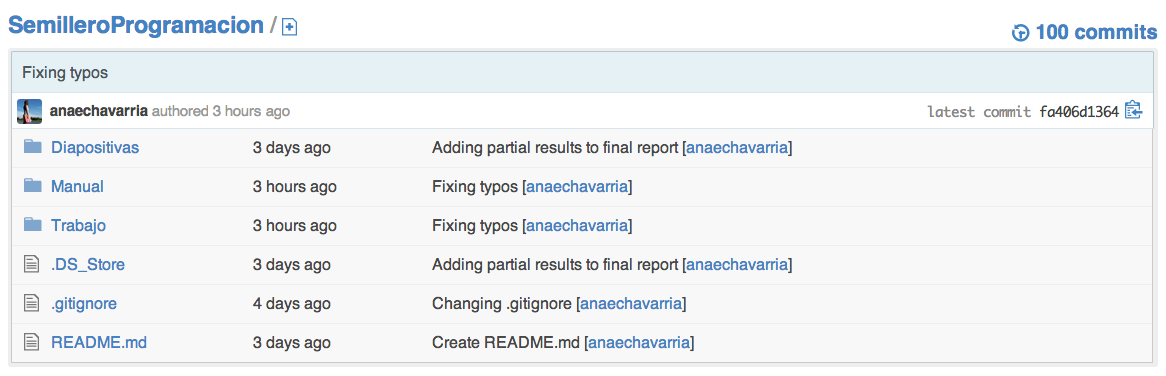 SemilleroProgramacion /
100 commits
Fixing typos
anaechavarria authored 3 hours ago
latest commit fa406d1364
Diapositivas 3 days ago Adding partial results to final report [anaechavarria]
Manual 3 hours ago Fixing typos [anaechavarria]
Trabajo 3 hours ago Fixing typos [anaechavarria]
.DS_Store 3 days ago Adding partial results to final report [anaechavarria]
.gitignore 4 days ago Changing .gitignore [anaechavarria]
README.md 3 days ago Create README.md [anaechavarria]